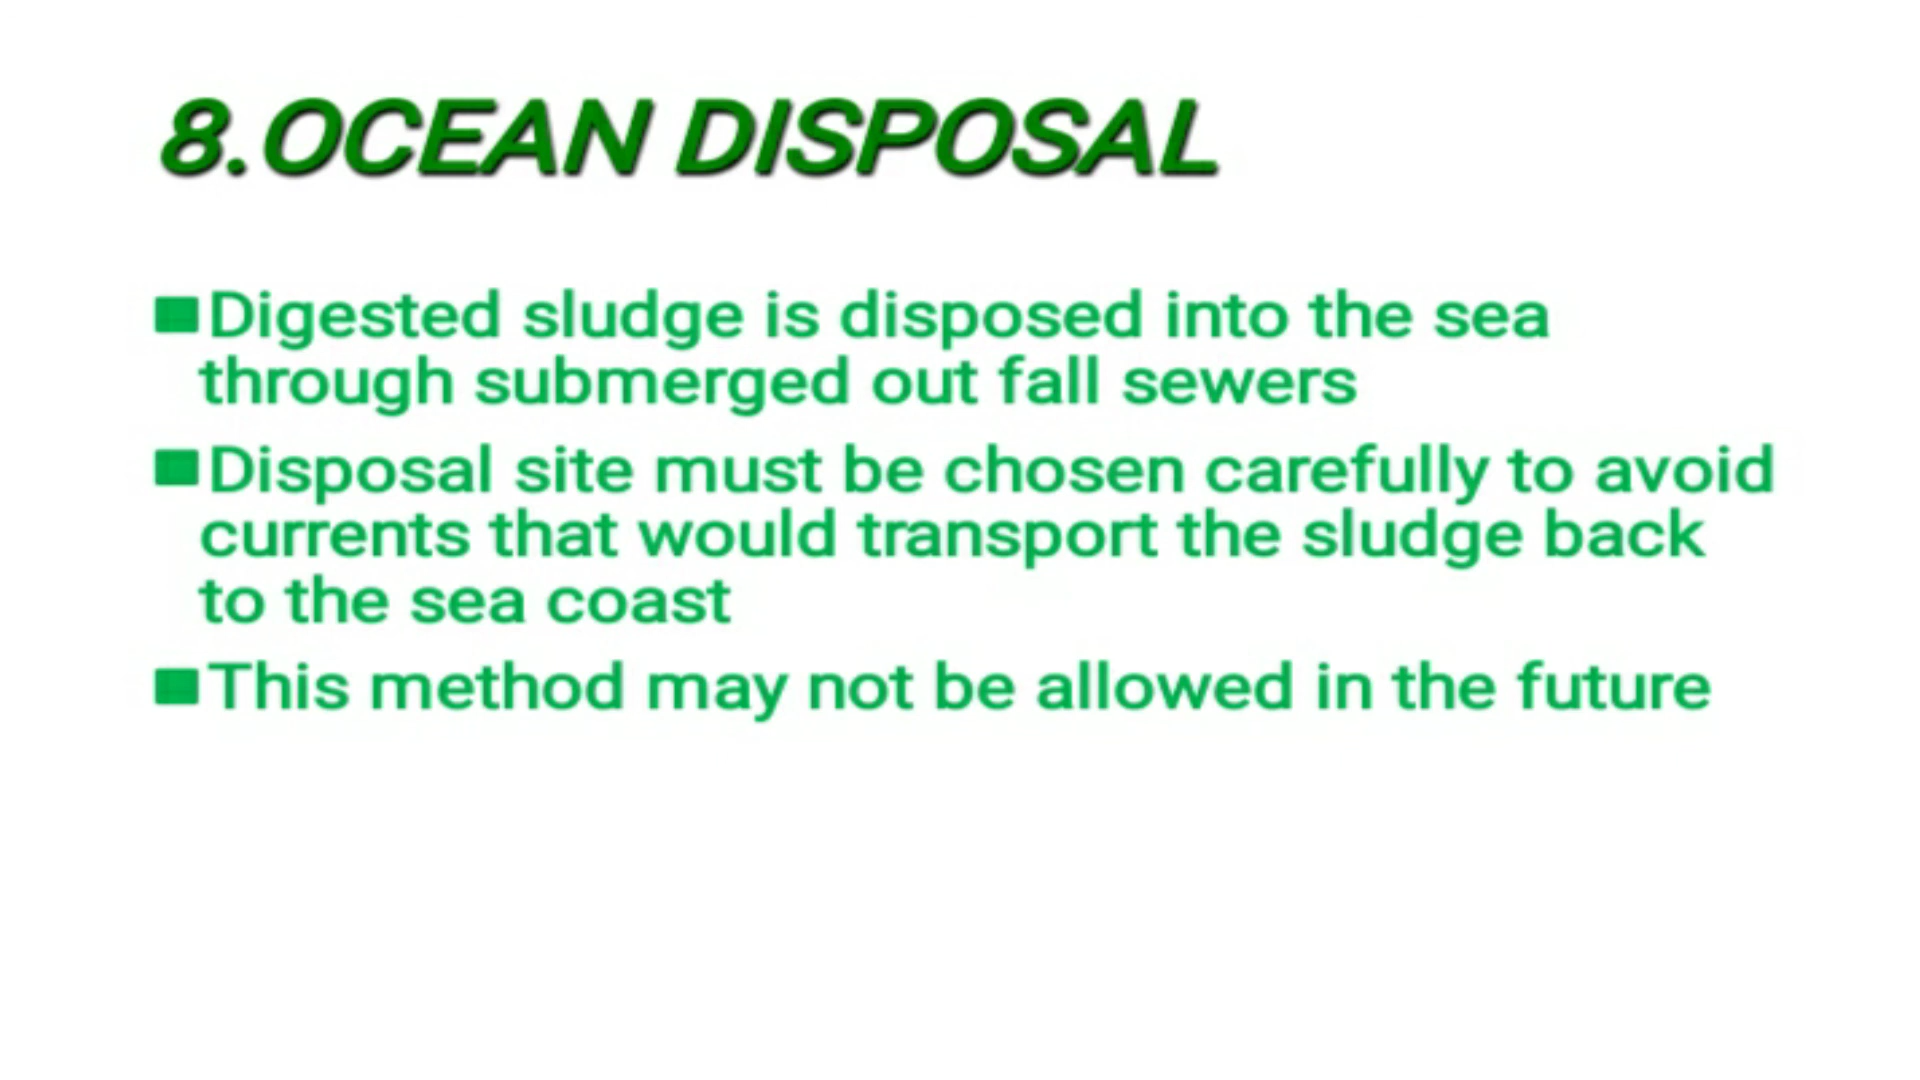 8.OCEAN DISPOSAL
Digested sludge is disposed into the sea
through submerged out fall sewers
Disposal site must be chosen carefully to avoid
currents that would transport the sludge back
to the sea coast
This method may not be allowed in the future